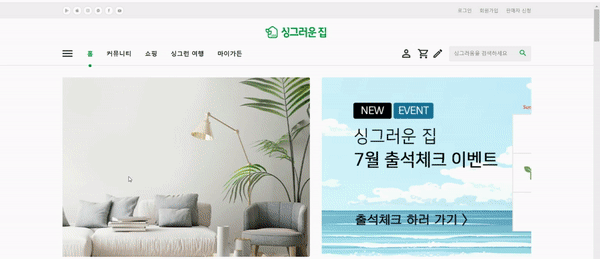 로그인 회원가입 판매자 신청
싱그러운 집
홈 커뮤니티 쇼핑 싱그런 여행 마이가든
싱그러움을 검색하세요
NEW EVENT
싱그러운 집
7월 출석체크 이벤트
출석체크 하러 가기 〉